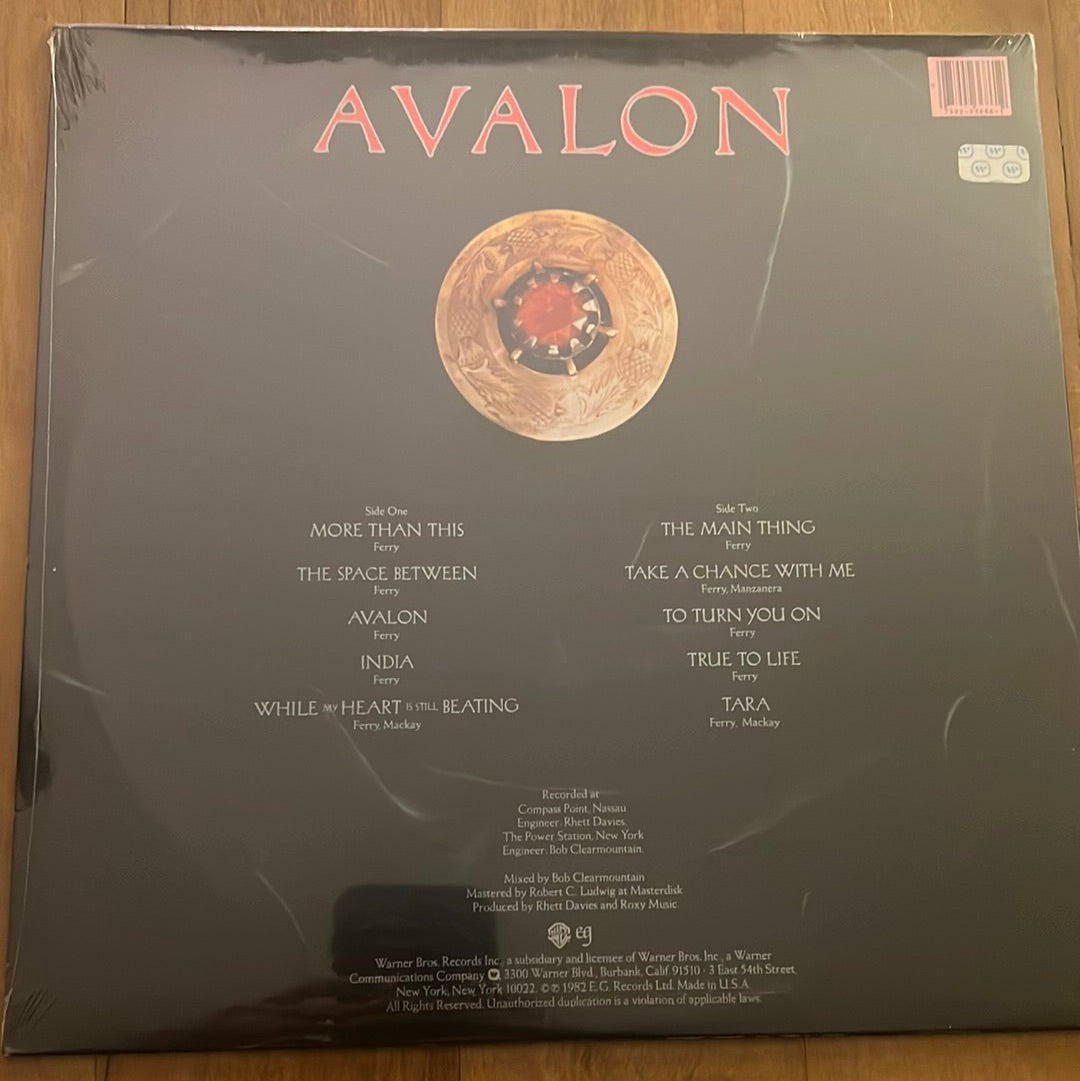 AVALON
Side One
MORE THAN THIS
Ferry
THE SPACE BETWEEN
Ferry
AVALON
Ferry
INDIA
Ferry
WHILE MY HEART IS STILL BEATING
Ferry, Mackay
Side Two
THE MAIN THING
Ferry
TAKE A CHANCE WITH ME
Ferry, Manzanera
TO TURN YOU ON
Ferry
TRUE TO LIFE
Ferry
TARA
Ferry, Mackay
Recorded at
Compass Point, Nassau
Engineer: Rhett Davies.
The Power Station, New York
Engineer: Bob Clearmountain.
Mixed by Bob Clearmountain
Mastered by Robert C. Ludwig at Masterdisk
Produced by Rhett Davies and Roxy Music
eg
Warner Bros. Records Inc., a subsidiary and licensee of Warner Bros. Inc., a Warner
Communications Company 3300 Warner Blvd., Burbank, Calif. 91510 · 3 East 54th Street,
New York, New York 10022. © ℗ 1982 E.G. Records Ltd. Made in U.S.A.
All Rights Reserved. Unauthorized duplication is a violation of applicable laws.